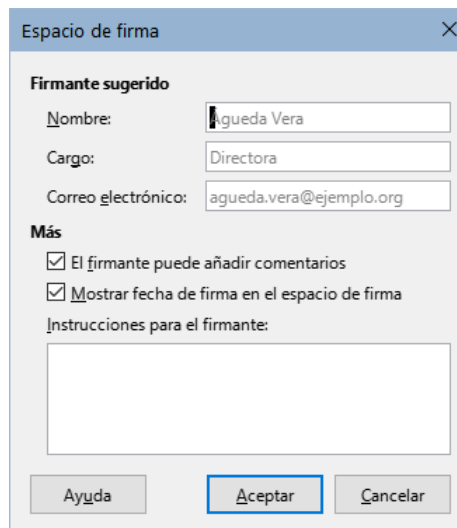 Espacio de firma
Firmante sugerido
Nombre: Águeda Vera
Cargo: Directora
Correo electrónico: agueda.vera@ejemplo.org
Más
El firmante puede añadir comentarios
Mostrar fecha de firma en el espacio de firma
Instrucciones para el firmante:
Ayuda Aceptar Cancelar